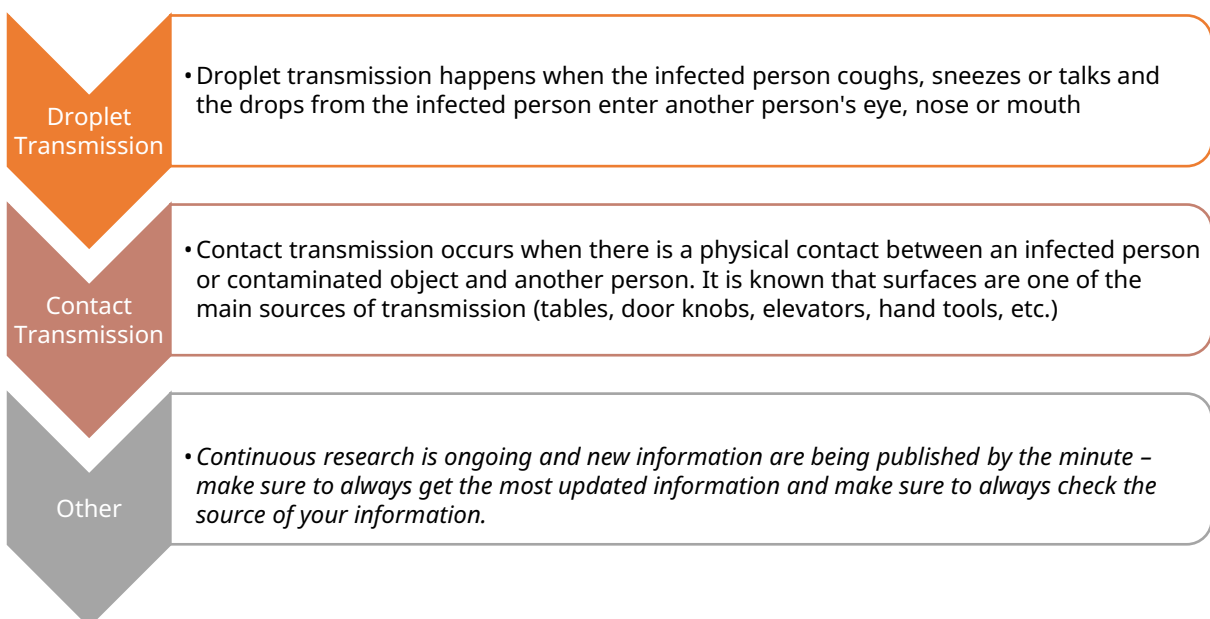 Droplet
Transmission
• Droplet transmission happens when the infected person coughs, sneezes or talks and
the drops from the infected person enter another person's eye, nose or mouth
Contact
Transmission
• Contact transmission occurs when there is a physical contact between an infected person
or contaminated object and another person. It is known that surfaces are one of the
main sources of transmission (tables, door knobs, elevators, hand tools, etc.)
Other
• Continuous research is ongoing and new information are being published by the minute –
make sure to always get the most updated information and make sure to always check the
source of your information.